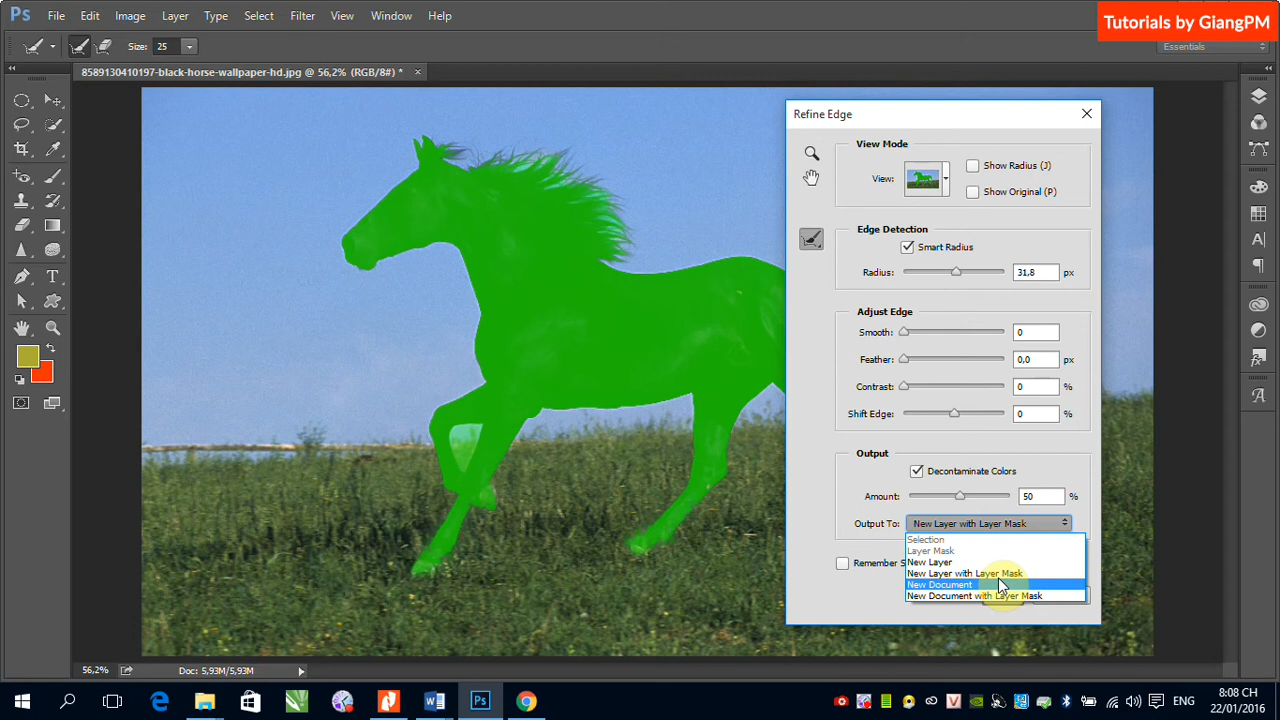 Ps File Edit Image Layer Type Select Filter View Window Help
Tutorials by GiangPM
Size: 25
Essentials
8589130410197-black-horse-wallpaper-hd.jpg @ 56,2% (RGB/8#) * ×
Refine Edge
View Mode
View:
Show Radius (J)
Show Original (P)
Edge Detection
Smart Radius
Radius: 31,8 px
Adjust Edge
Smooth: 0
Feather: 0,0 px
Contrast: 0 %
Shift Edge: 0 %
Output
Decontaminate Colors
Amount: 50 %
Output To: New Layer with Layer Mask
Selection
Layer Mask
New Layer
New Layer with Layer Mask
New Document
New Document with Layer Mask
Remember S
56,2%
Doc: 5,93M/5,93M
ENG
8:08 CH
22/01/2016